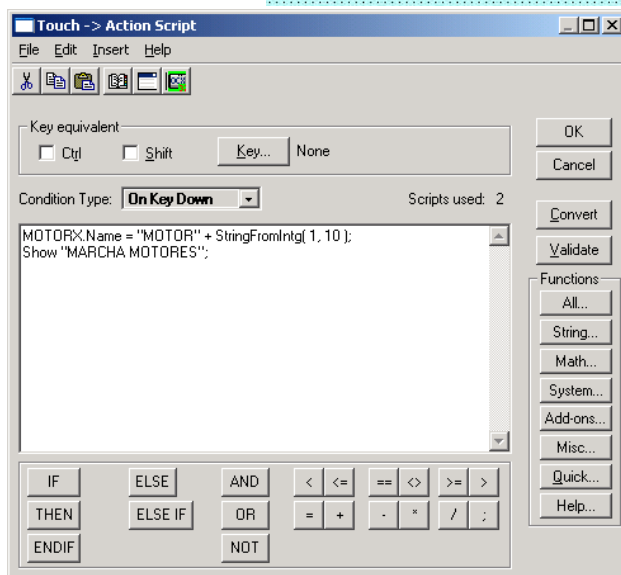 Touch -> Action Script
File Edit Insert Help
Key equivalent
Ctrl Shift Key... None
OK
Cancel
Condition Type: On Key Down Scripts used: 2
Convert
Validate
MOTORX.Name = "MOTOR" + StringFromIntg( 1, 10 );
Show "MARCHA MOTORES";
Functions
All...
String...
Math...
System...
Add-ons...
Misc...
Quick...
Help...
IF ELSE AND < <= == <> >= >
THEN ELSE IF OR = + - * / ;
ENDIF NOT